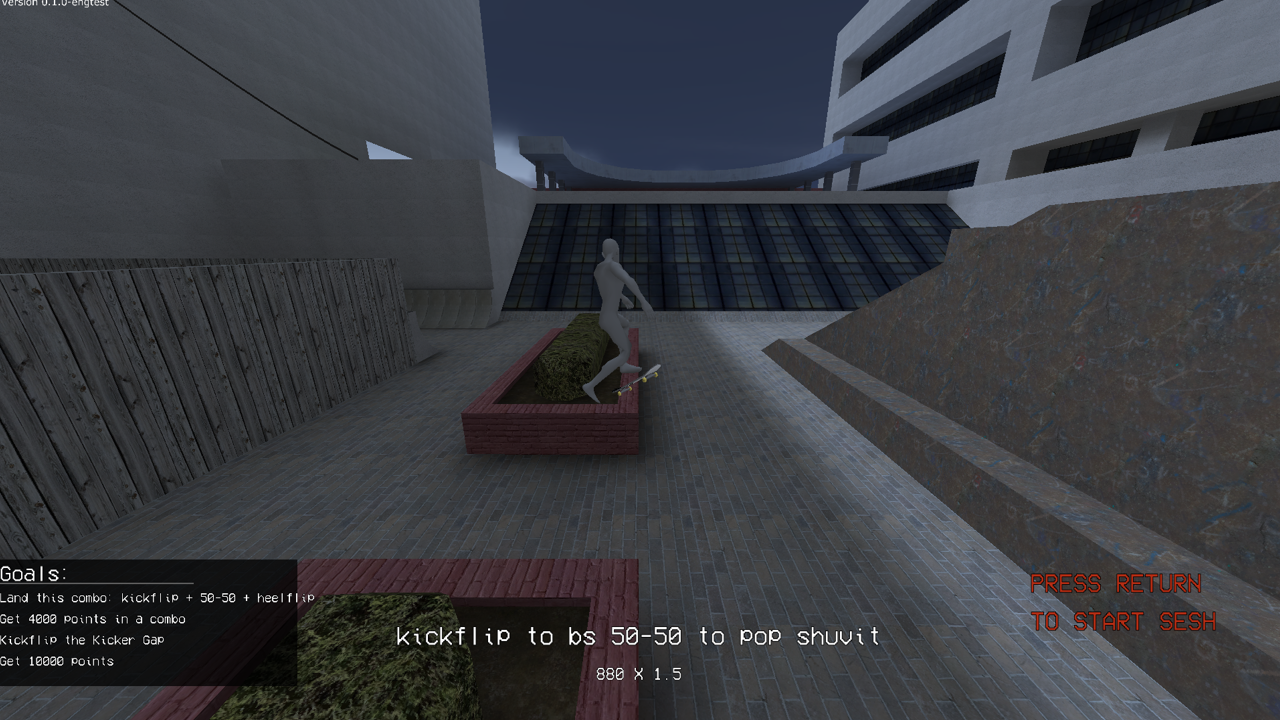 Version 0.1.0-engtest
Goals:
Land this combo: kickflip + 50-50 + heelflip
Get 4000 points in a combo
Kickflip the Kicker Gap
Get 10000 points
kickflip to bs 50-50 to pop shuvit
880 X 1.5
PRESS RETURN
TO START SESH